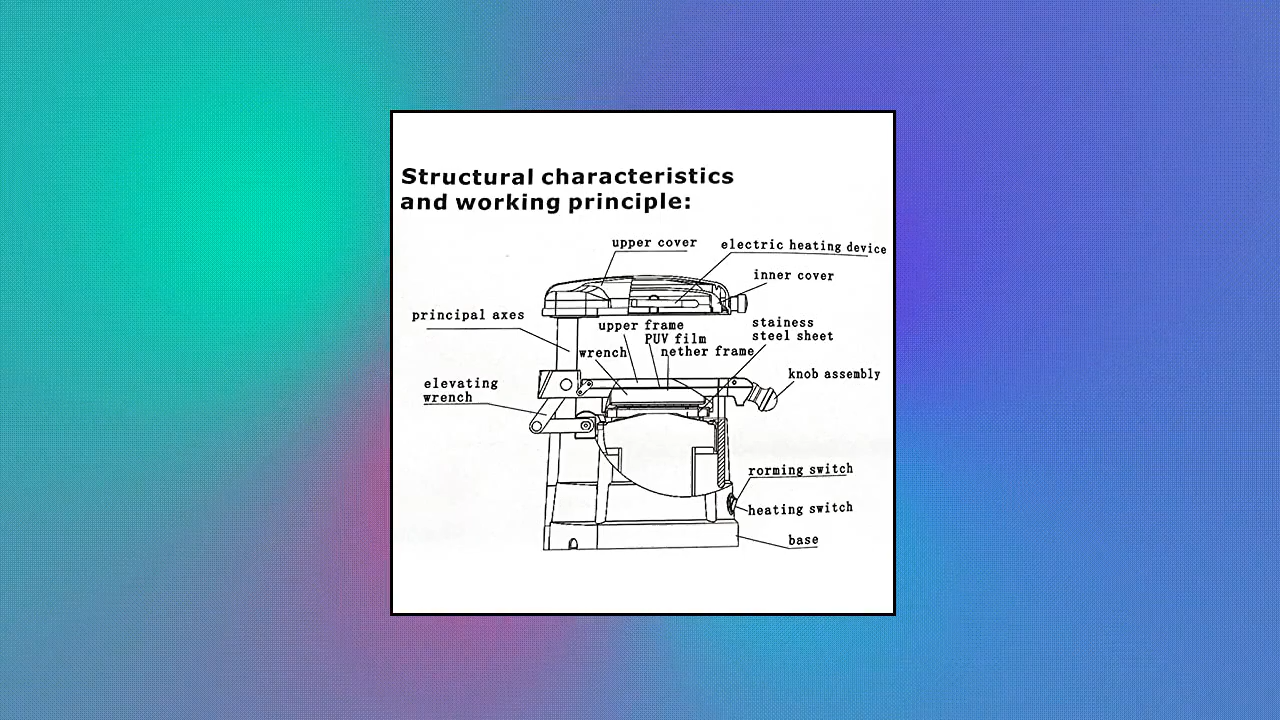 Structural characteristics
and working principle:
upper cover
electric heating device
inner cover
principal axes
upper frame
PUV film
wrench
nether frame
stainess
steel sheet
knob assembly
elevating
wrench
rorming switch
heating switch
base